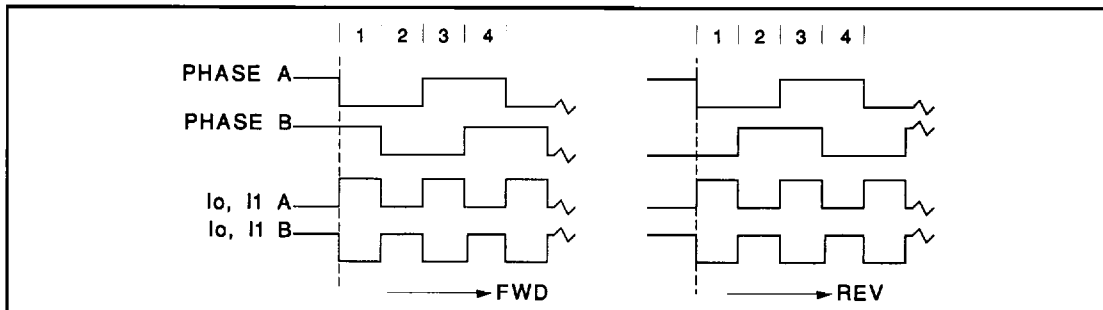 1 2 3 4
1 2 3 4
PHASE A
PHASE B
Io, I1 A
Io, I1 B
FWD
REV